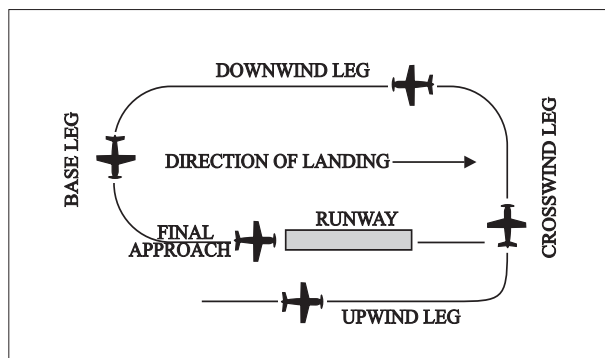 DOWNWIND LEG
BASE LEG
DIRECTION OF LANDING
CROSSWIND LEG
RUNWAY
FINAL
APPROACH
UPWIND LEG